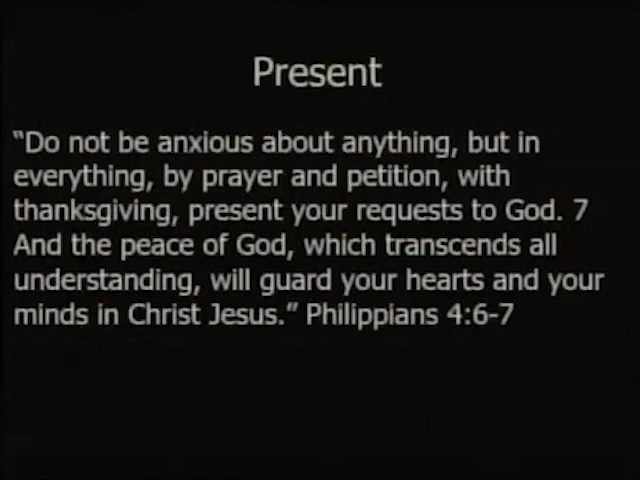 Present
"Do not be anxious about anything, but in
everything, by prayer and petition, with
thanksgiving, present your requests to God. 7
And the peace of God, which transcends all
understanding, will guard your hearts and your
minds in Christ Jesus." Philippians 4:6-7